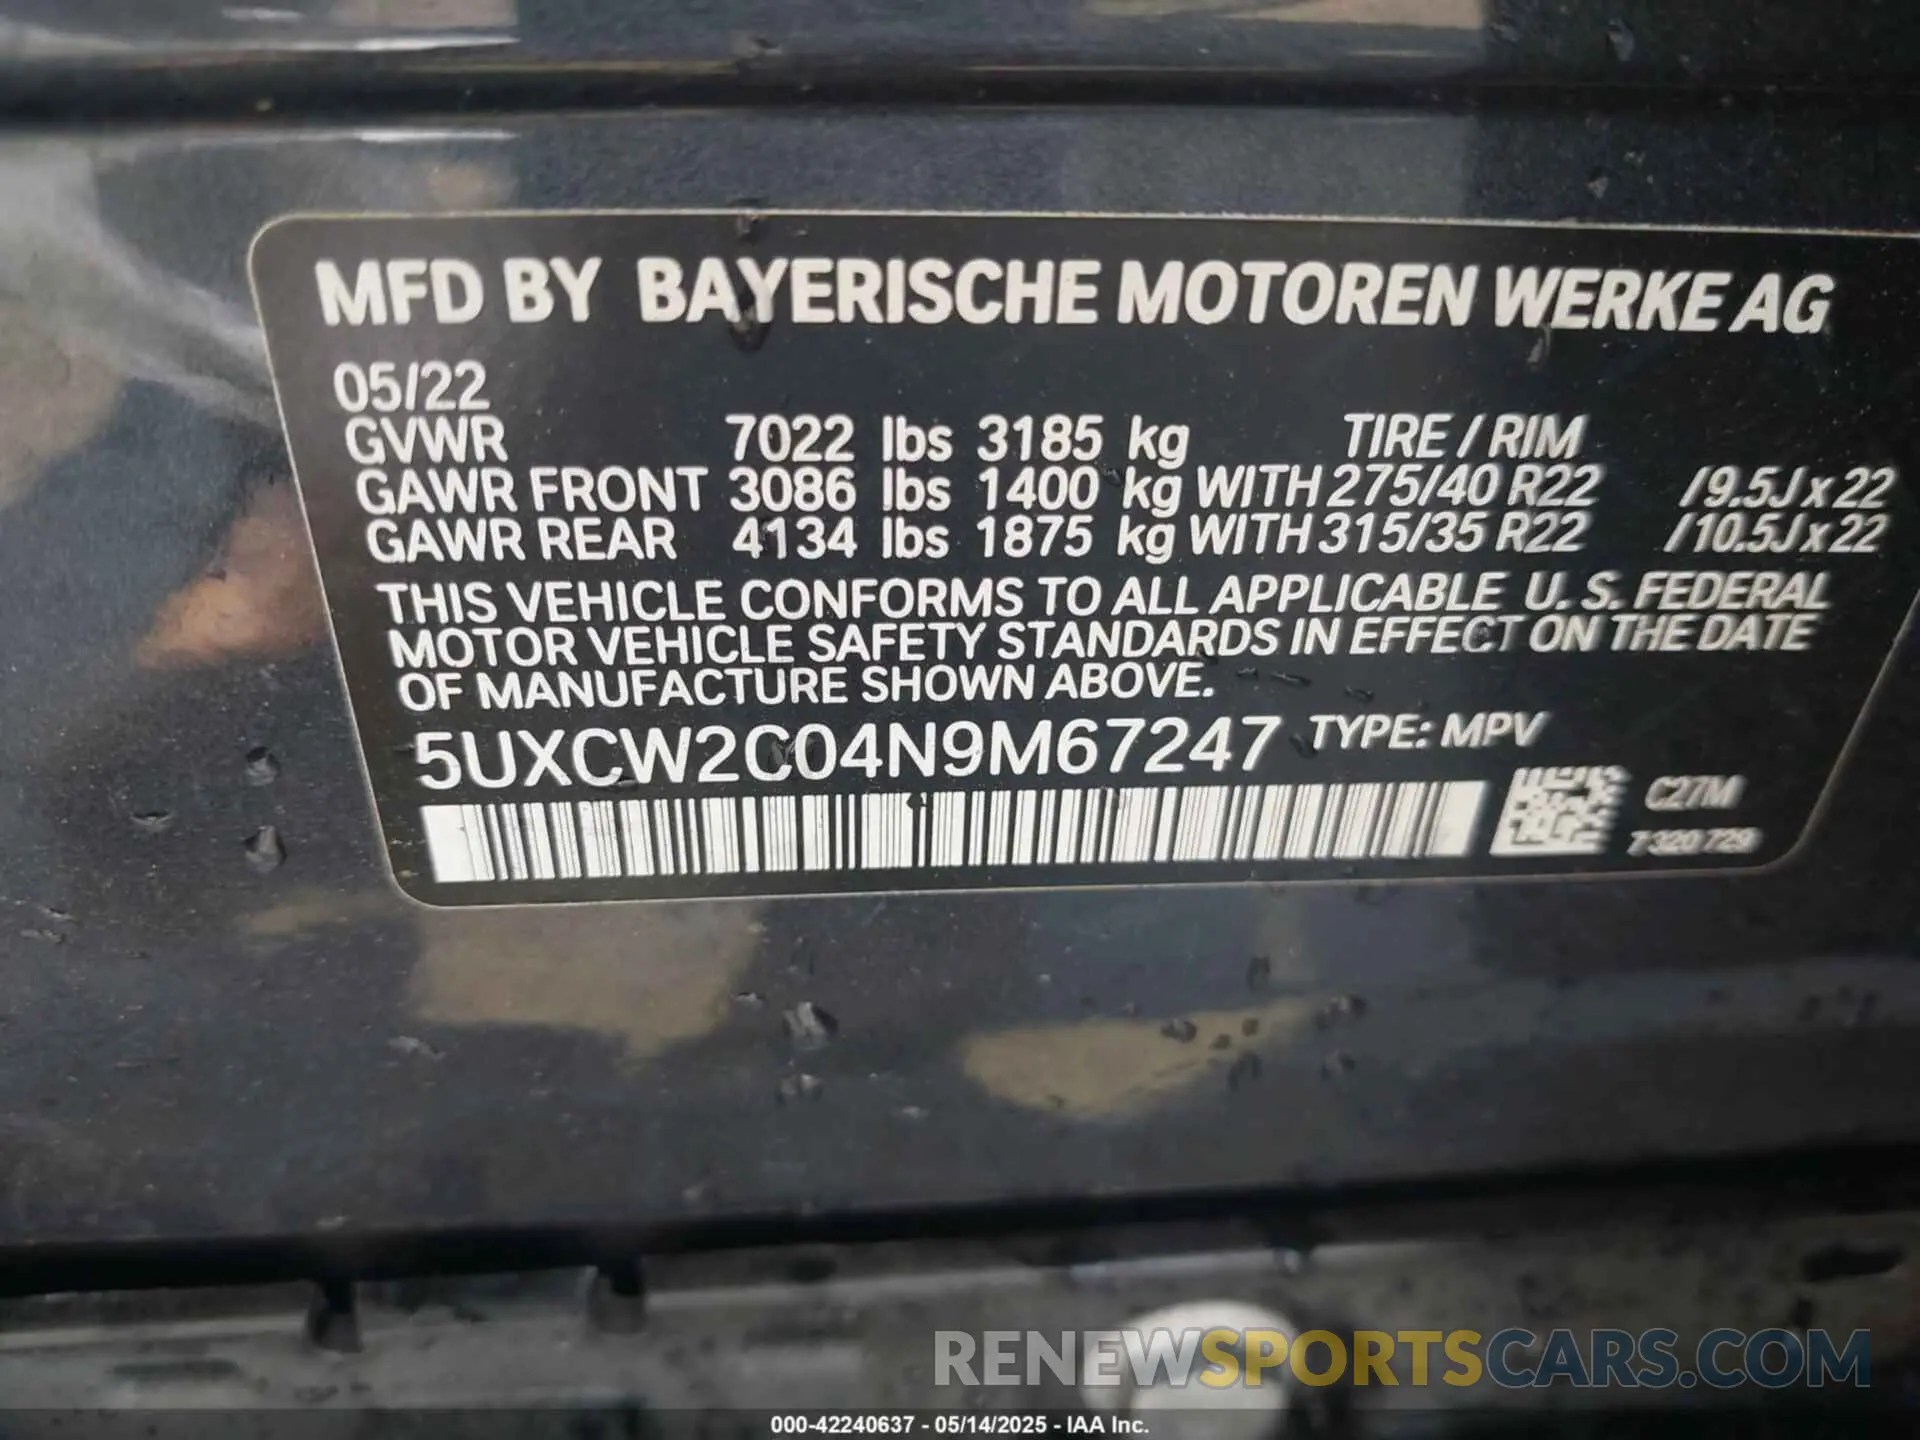 MFD BY BAYERISCHE MOTOREN WERKE AG
05/22
GVWR 7022 lbs 3185 kg TIRE / RIM
GAWR FRONT 3086 lbs 1400 kg WITH 275/40 R22 /9.5J x 22
GAWR REAR 4134 lbs 1875 kg WITH 315/35 R22 /10.5J x 22
THIS VEHICLE CONFORMS TO ALL APPLICABLE U. S. FEDERAL
MOTOR VEHICLE SAFETY STANDARDS IN EFFECT ON THE DATE
OF MANUFACTURE SHOWN ABOVE.
5UXCW2C04N9M67247 TYPE: MPV
C27M
7 320 729
RENEWSPORTSCARS.COM
000-42240637 - 05/14/2025 - IAA Inc.